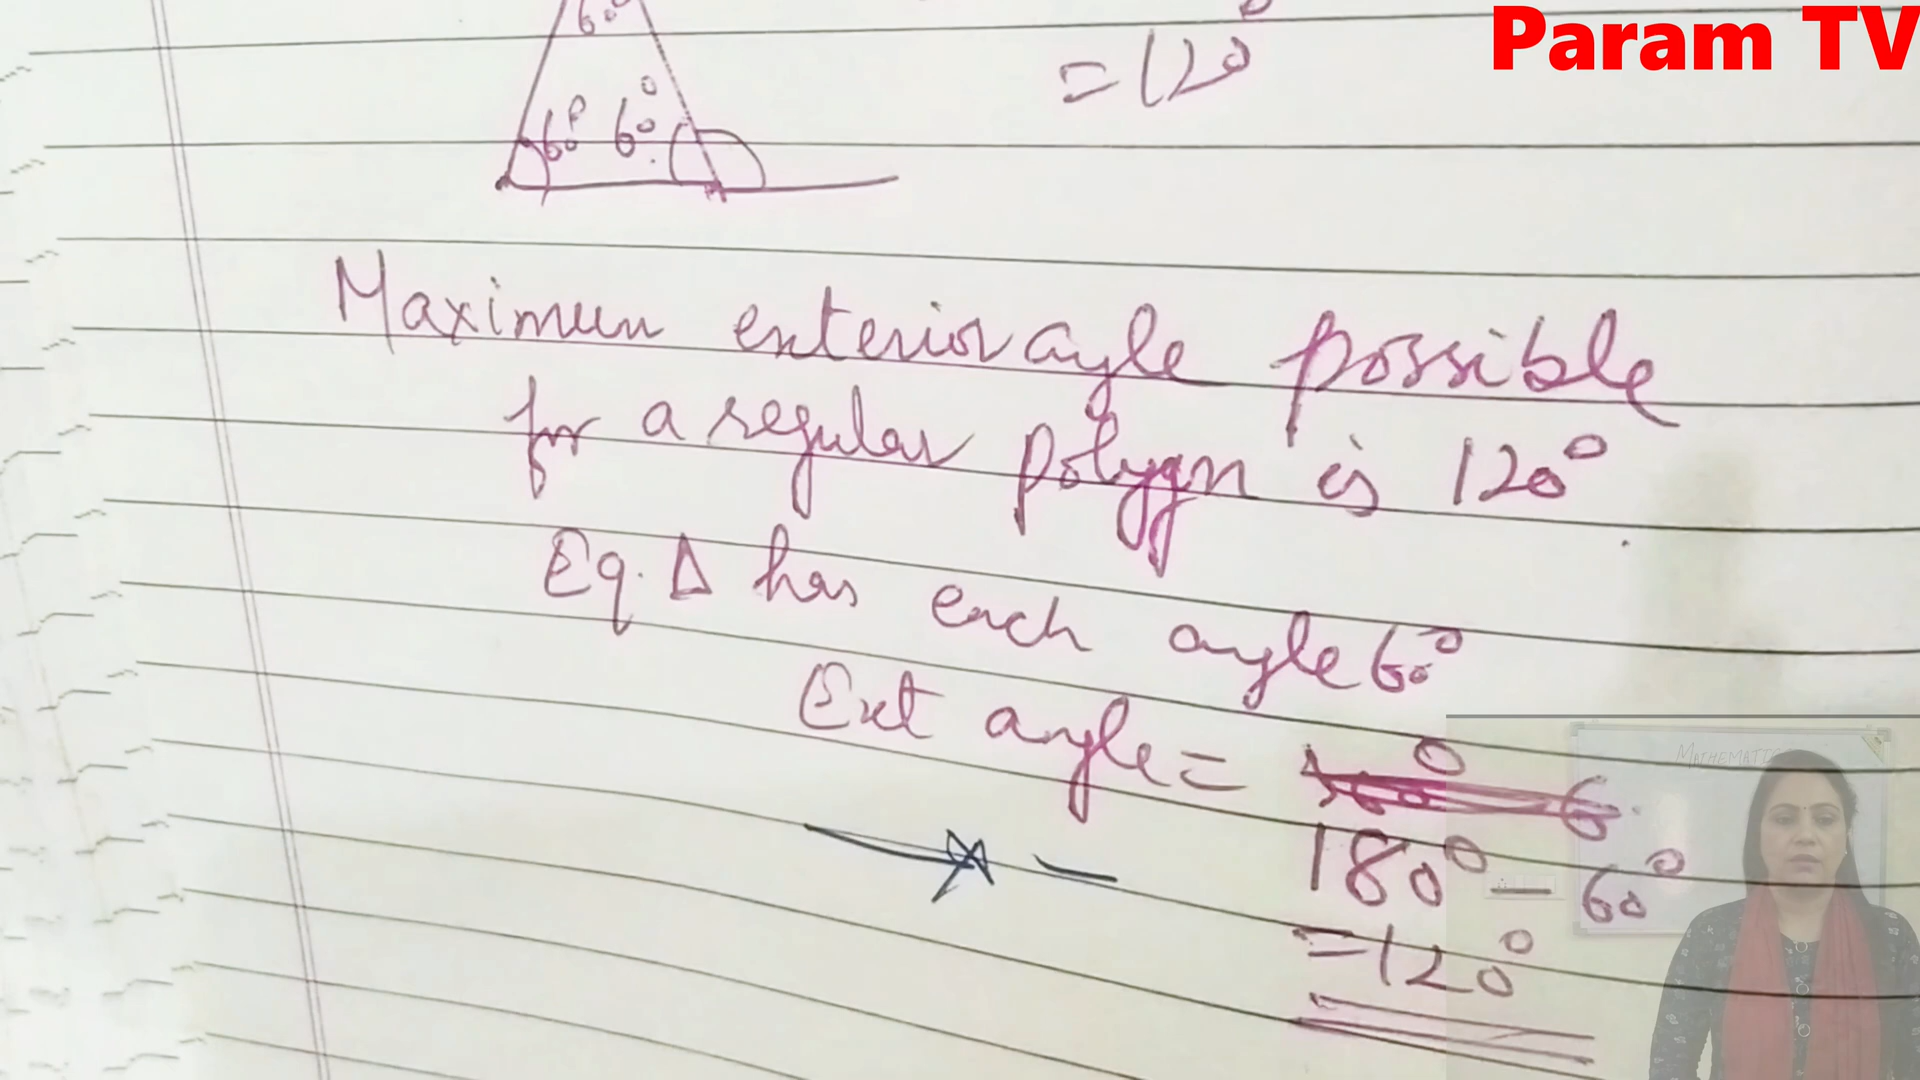 Param TV
60°
= 120°
60° 60°
Maximum exterior angle possible
for a regular polygon is 120°
Eq. Δ has each angle 60°
Ext angle =
180° - 60°
= 120°
MATHEMATICS